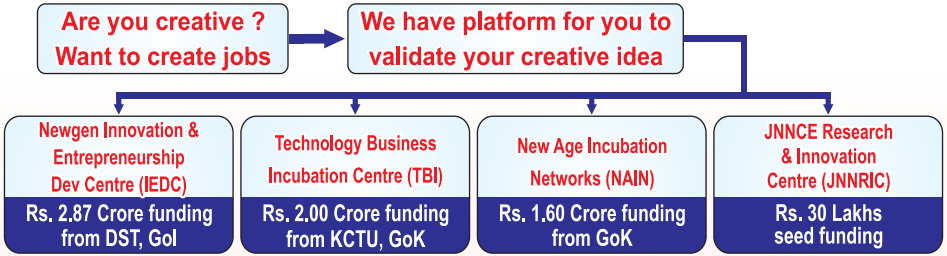 Are you creative ?
Want to create jobs
We have platform for you to
validate your creative idea
Newgen Innovation &
Entrepreneurship
Dev Centre (IEDC)
Rs. 2.87 Crore funding
from DST, GoI
Technology Business
Incubation Centre (TBI)
Rs. 2.00 Crore funding
from KCTU, GoK
New Age Incubation
Networks (NAIN)
Rs. 1.60 Crore funding
from GoK
JNNCE Research
& Innovation
Centre (JNNRIC)
Rs. 30 Lakhs
seed funding